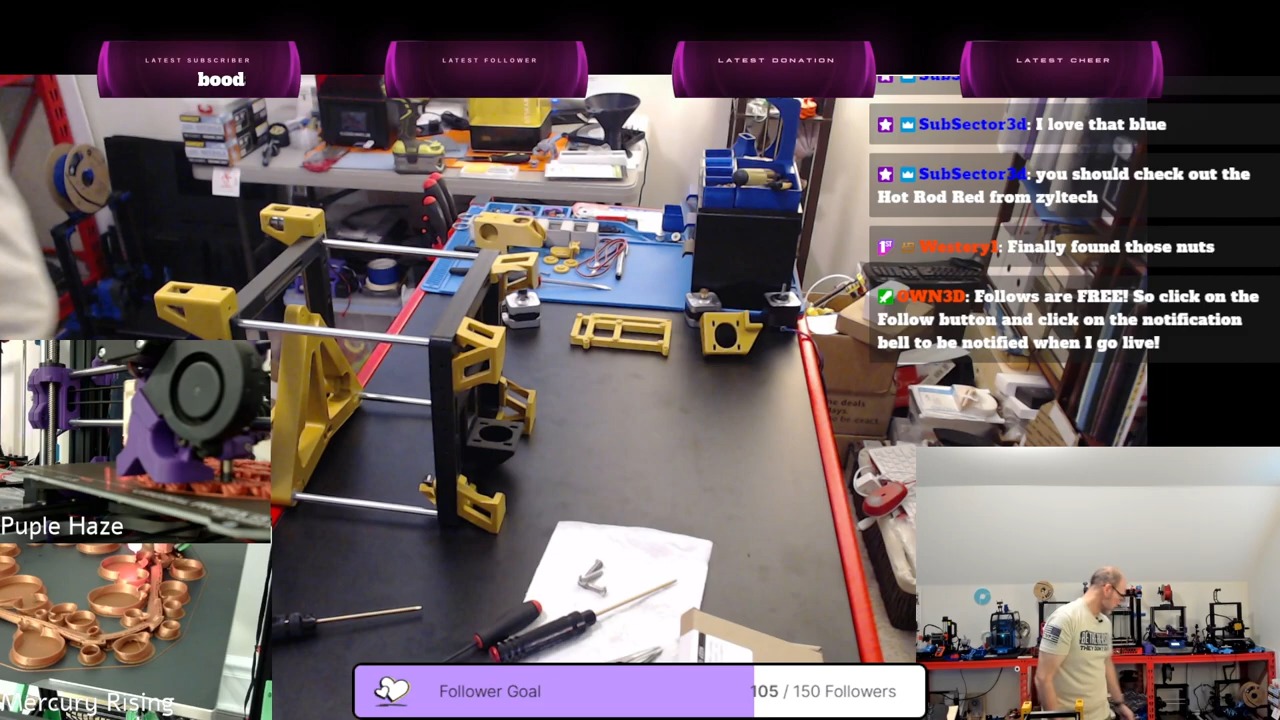 LATEST SUBSCRIBER
bood
LATEST FOLLOWER
LATEST DONATION
LATEST CHEER
SubSector3d: I love that blue
SubSector3d: you should check out the
Hot Rod Red from zyltech
1ST Westery1: Finally found those nuts
OWN3D: Follows are FREE! So click on the
Follow button and click on the notification
bell to be notified when I go live!
Puple Haze
Mercury Rising
Follower Goal
105 / 150 Followers